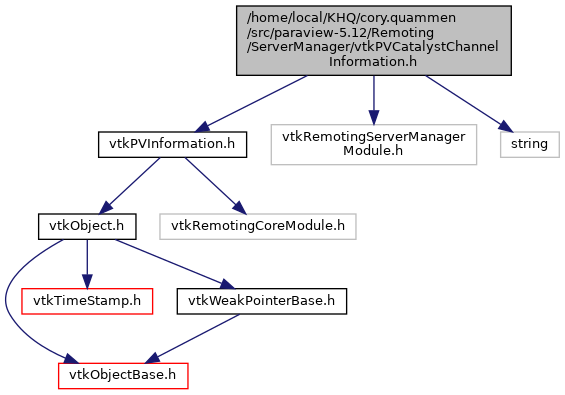 /home/local/KHQ/cory.quammen
/src/paraview-5.12/Remoting
/ServerManager/vtkPVCatalystChannel
Information.h
vtkPVInformation.h
vtkRemotingServerManager
Module.h
string
vtkObject.h
vtkRemotingCoreModule.h
vtkTimeStamp.h
vtkWeakPointerBase.h
vtkObjectBase.h